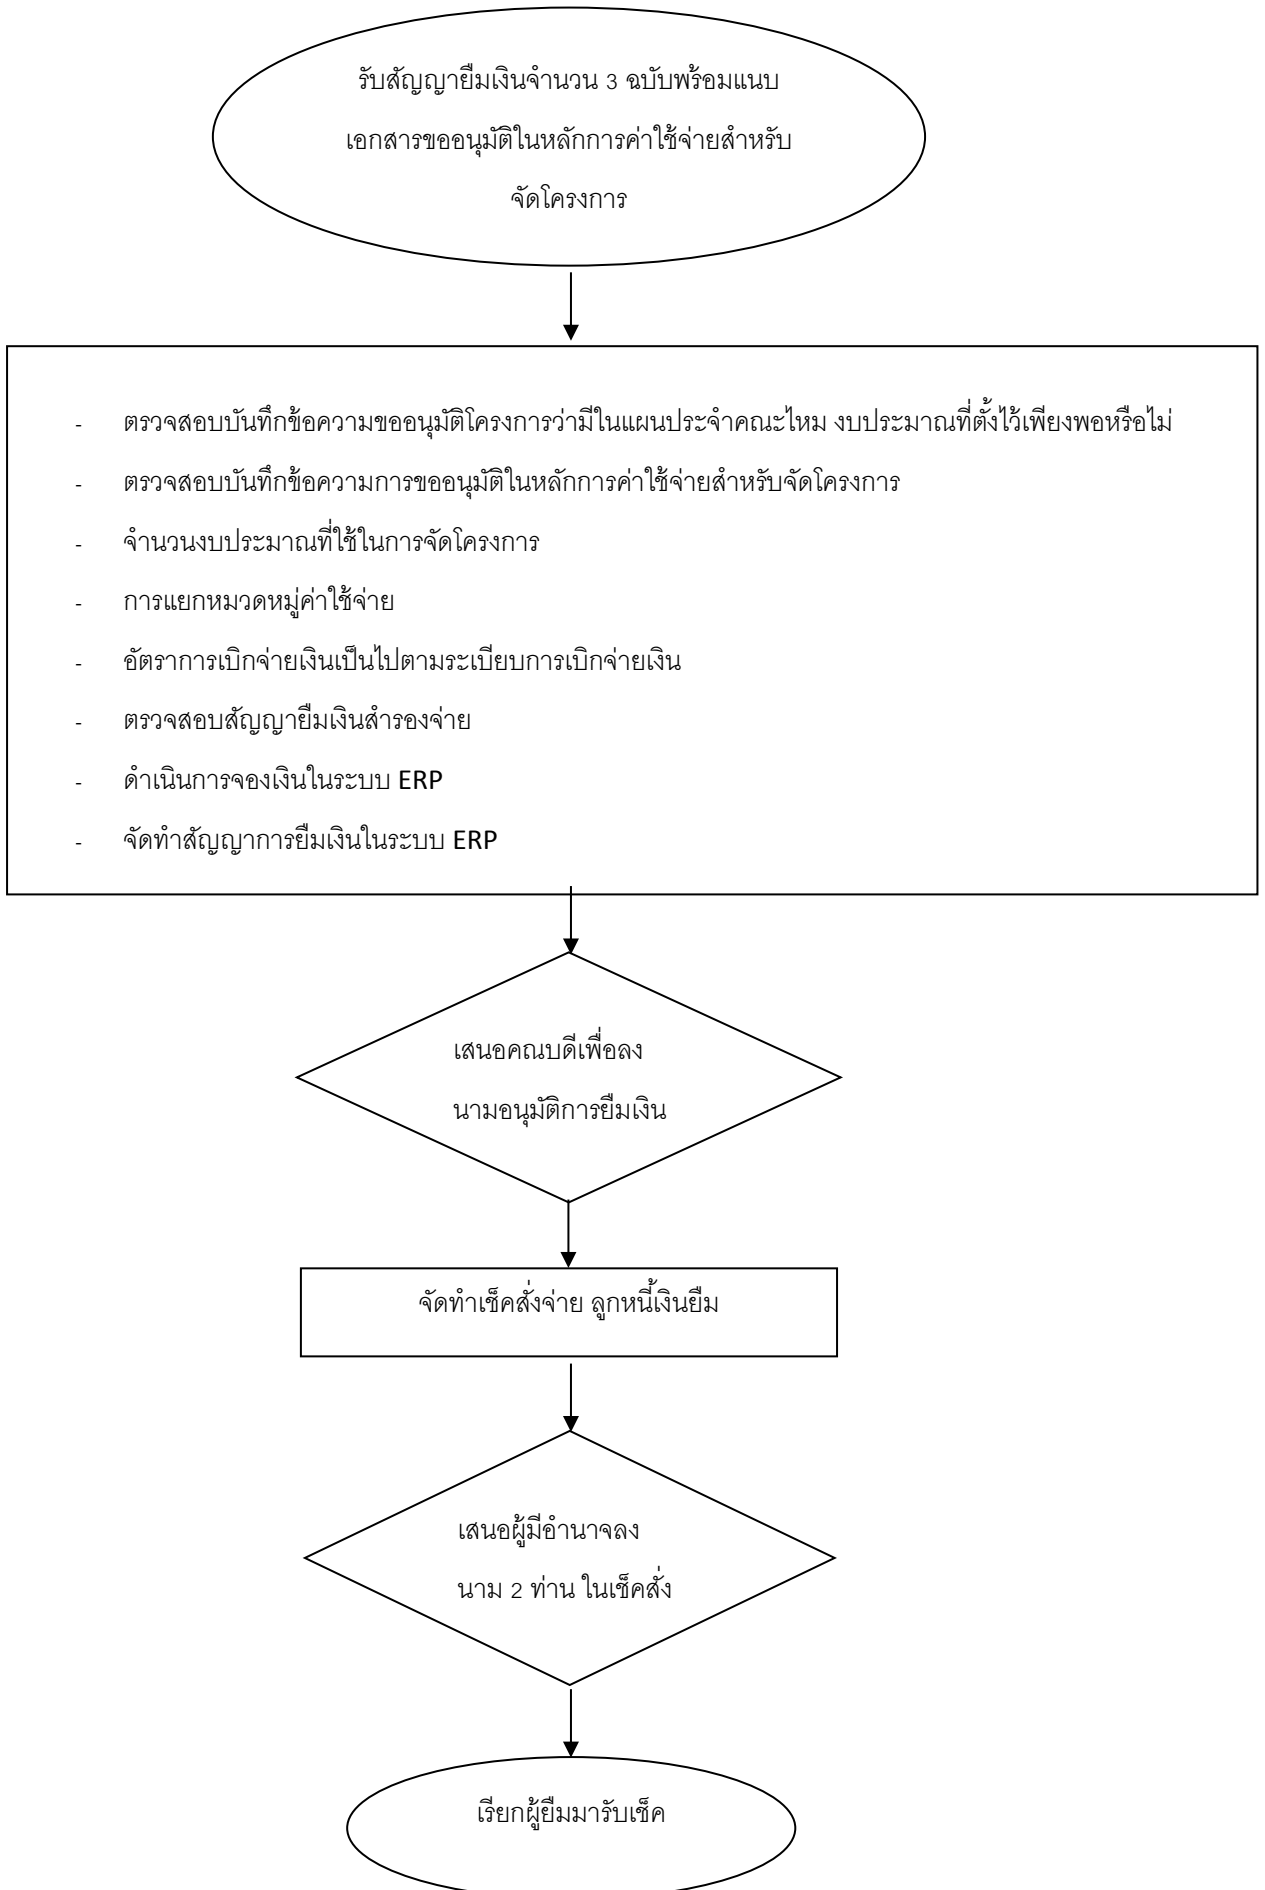 รับสัญญายืมเงินจำนวน 3 ฉบับพร้อมแนบ
เอกสารขออนุมัติในหลักการค่าใช้จ่ายสำหรับ
จัดโครงการ
- ตรวจสอบบันทึกข้อความขออนุมัติโครงการว่ามีในแผนประจำคณะไหม งบประมาณที่ตั้งไว้เพียงพอหรือไม่
- ตรวจสอบบันทึกข้อความการขออนุมัติในหลักการค่าใช้จ่ายสำหรับจัดโครงการ
- จำนวนงบประมาณที่ใช้ในการจัดโครงการ
- การแยกหมวดหมู่ค่าใช้จ่าย
- อัตราการเบิกจ่ายเงินเป็นไปตามระเบียบการเบิกจ่ายเงิน
- ตรวจสอบสัญญายืมเงินสำรองจ่าย
- ดำเนินการจองเงินในระบบ ERP
- จัดทำสัญญาการยืมเงินในระบบ ERP
เสนอคณบดีเพื่อลง
นามอนุมัติการยืมเงิน
จัดทำเช็คสั่งจ่าย ลูกหนี้เงินยืม
เสนอผู้มีอำนาจลง
นาม 2 ท่าน ในเช็คสั่ง
เรียกผู้ยืมมารับเช็ค